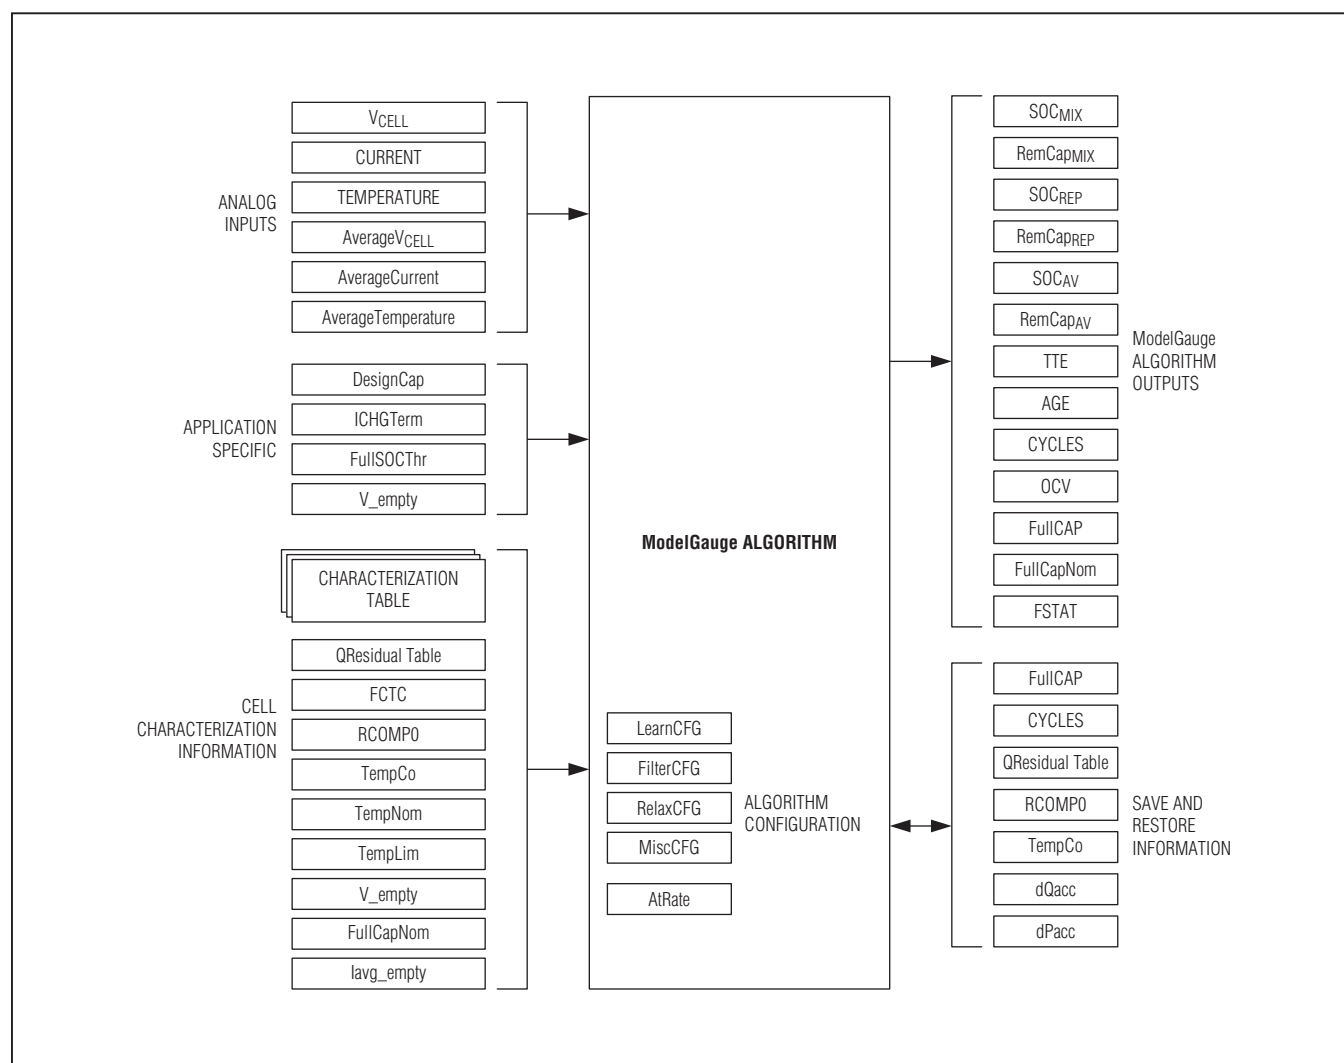 ANALOG
INPUTS
VCELL
CURRENT
TEMPERATURE
AverageVCELL
AverageCurrent
AverageTemperature
APPLICATION
SPECIFIC
DesignCap
ICHGTerm
FullSOCThr
V_empty
CELL
CHARACTERIZATION
INFORMATION
CHARACTERIZATION
TABLE
QResidual Table
FCTC
RCOMP0
TempCo
TempNom
TempLim
V_empty
FullCapNom
Iavg_empty
ModelGauge ALGORITHM
LearnCFG
FilterCFG
RelaxCFG
MiscCFG
AtRate
ALGORITHM
CONFIGURATION
SOCMIX
RemCapMIX
SOCREP
RemCapREP
SOCAV
RemCapAV
TTE
AGE
CYCLES
OCV
FullCAP
FullCapNom
FSTAT
ModelGauge
ALGORITHM
OUTPUTS
FullCAP
CYCLES
QResidual Table
RCOMP0
TempCo
dQacc
dPacc
SAVE AND
RESTORE
INFORMATION